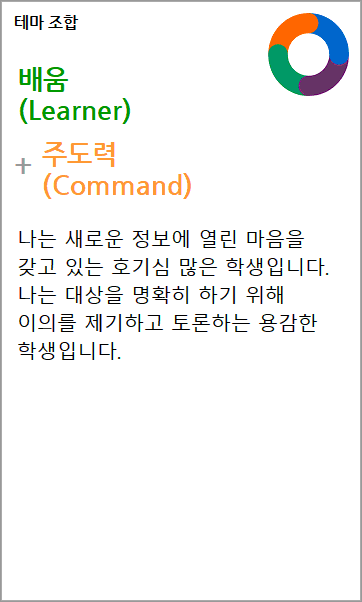 테마 조합
배움
(Learner)
+ 주도력
(Command)
나는 새로운 정보에 열린 마음을
갖고 있는 호기심 많은 학생입니다.
나는 대상을 명확히 하기 위해
이의를 제기하고 토론하는 용감한
학생입니다.